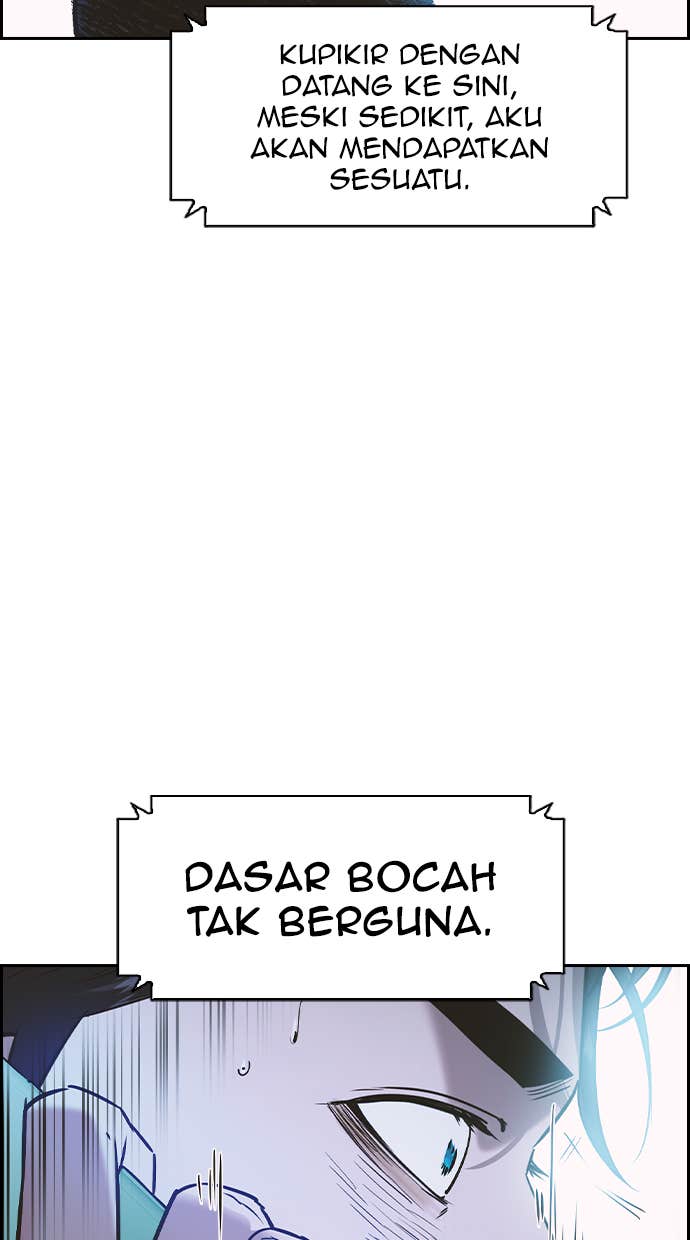 KUPIKIR DENGAN
DATANG KE SINI,
MESKI SEDIKIT, AKU
AKAN MENDAPATKAN
SESUATU.
DASAR BOCAH
TAK BERGUNA.